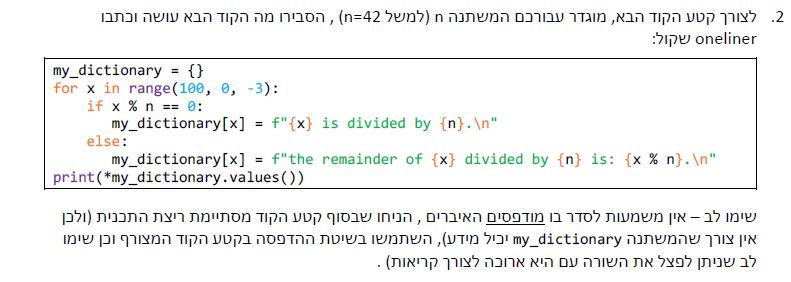 2. לצורך קטע הקוד הבא, מוגדר עבורכם המשתנה n (למשל n=42) , הסבירו מה הקוד הבא עושה וכתבו
oneliner שקול:
my_dictionary = {}
for x in range(100, 0, -3):
    if x % n == 0:
        my_dictionary[x] = f"{x} is divided by {n}.\n"
    else:
        my_dictionary[x] = f"the remainder of {x} divided by {n} is: {x % n}.\n"
print(*my_dictionary.values())
שימו לב – אין משמעות לסדר בו מודפסים האיברים , הניחו שבסוף קטע הקוד מסתיימת ריצת התכנית (ולכן
אין צורך שהמשתנה my_dictionary יכיל מידע), השתמשו בשיטת ההדפסה בקטע הקוד המצורף וכן שימו
לב שניתן לפצל את השורה עם היא ארוכה לצורך קריאות) .